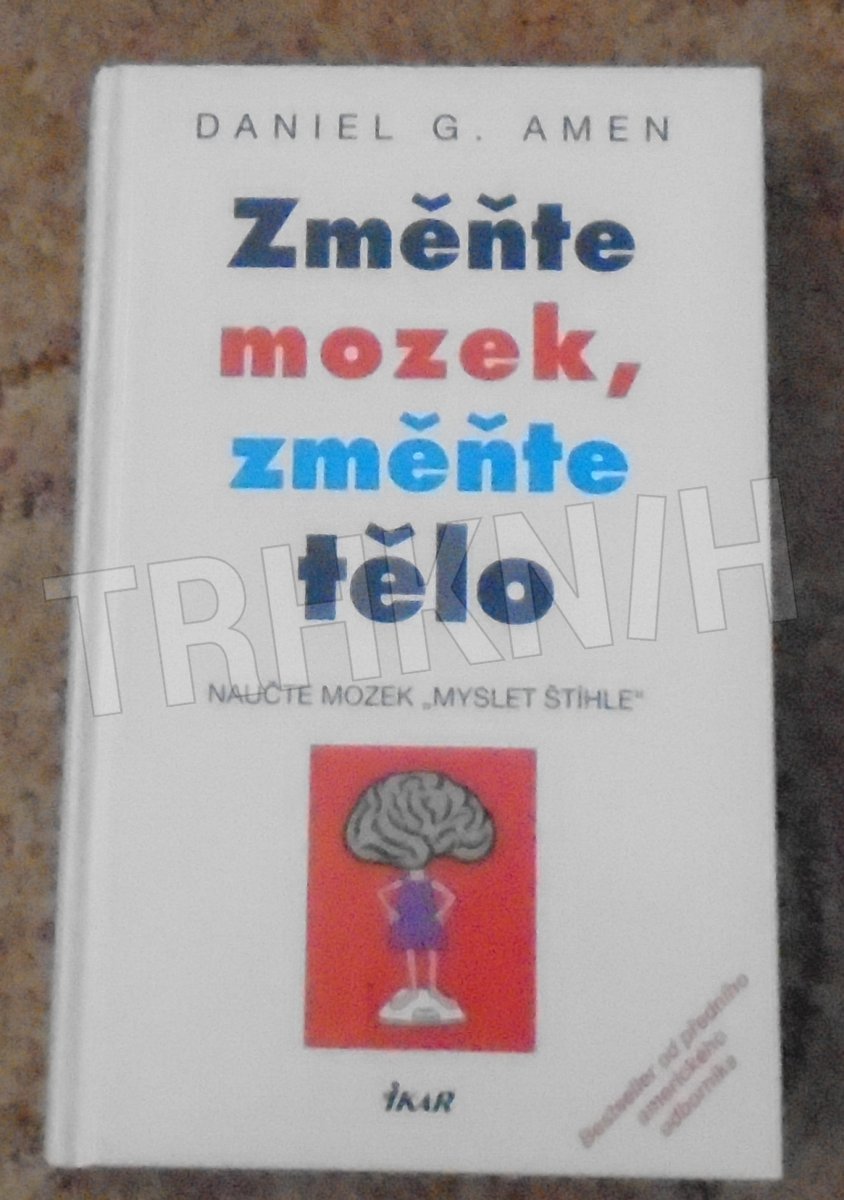 DANIEL G. AMEN
Změňte
mozek,
změňte
tělo
TRHKNIH
NAUČTE MOZEK „MYSLET ŠTÍHLE“
IKAR
Bestseller od předního
amerického
odborníka